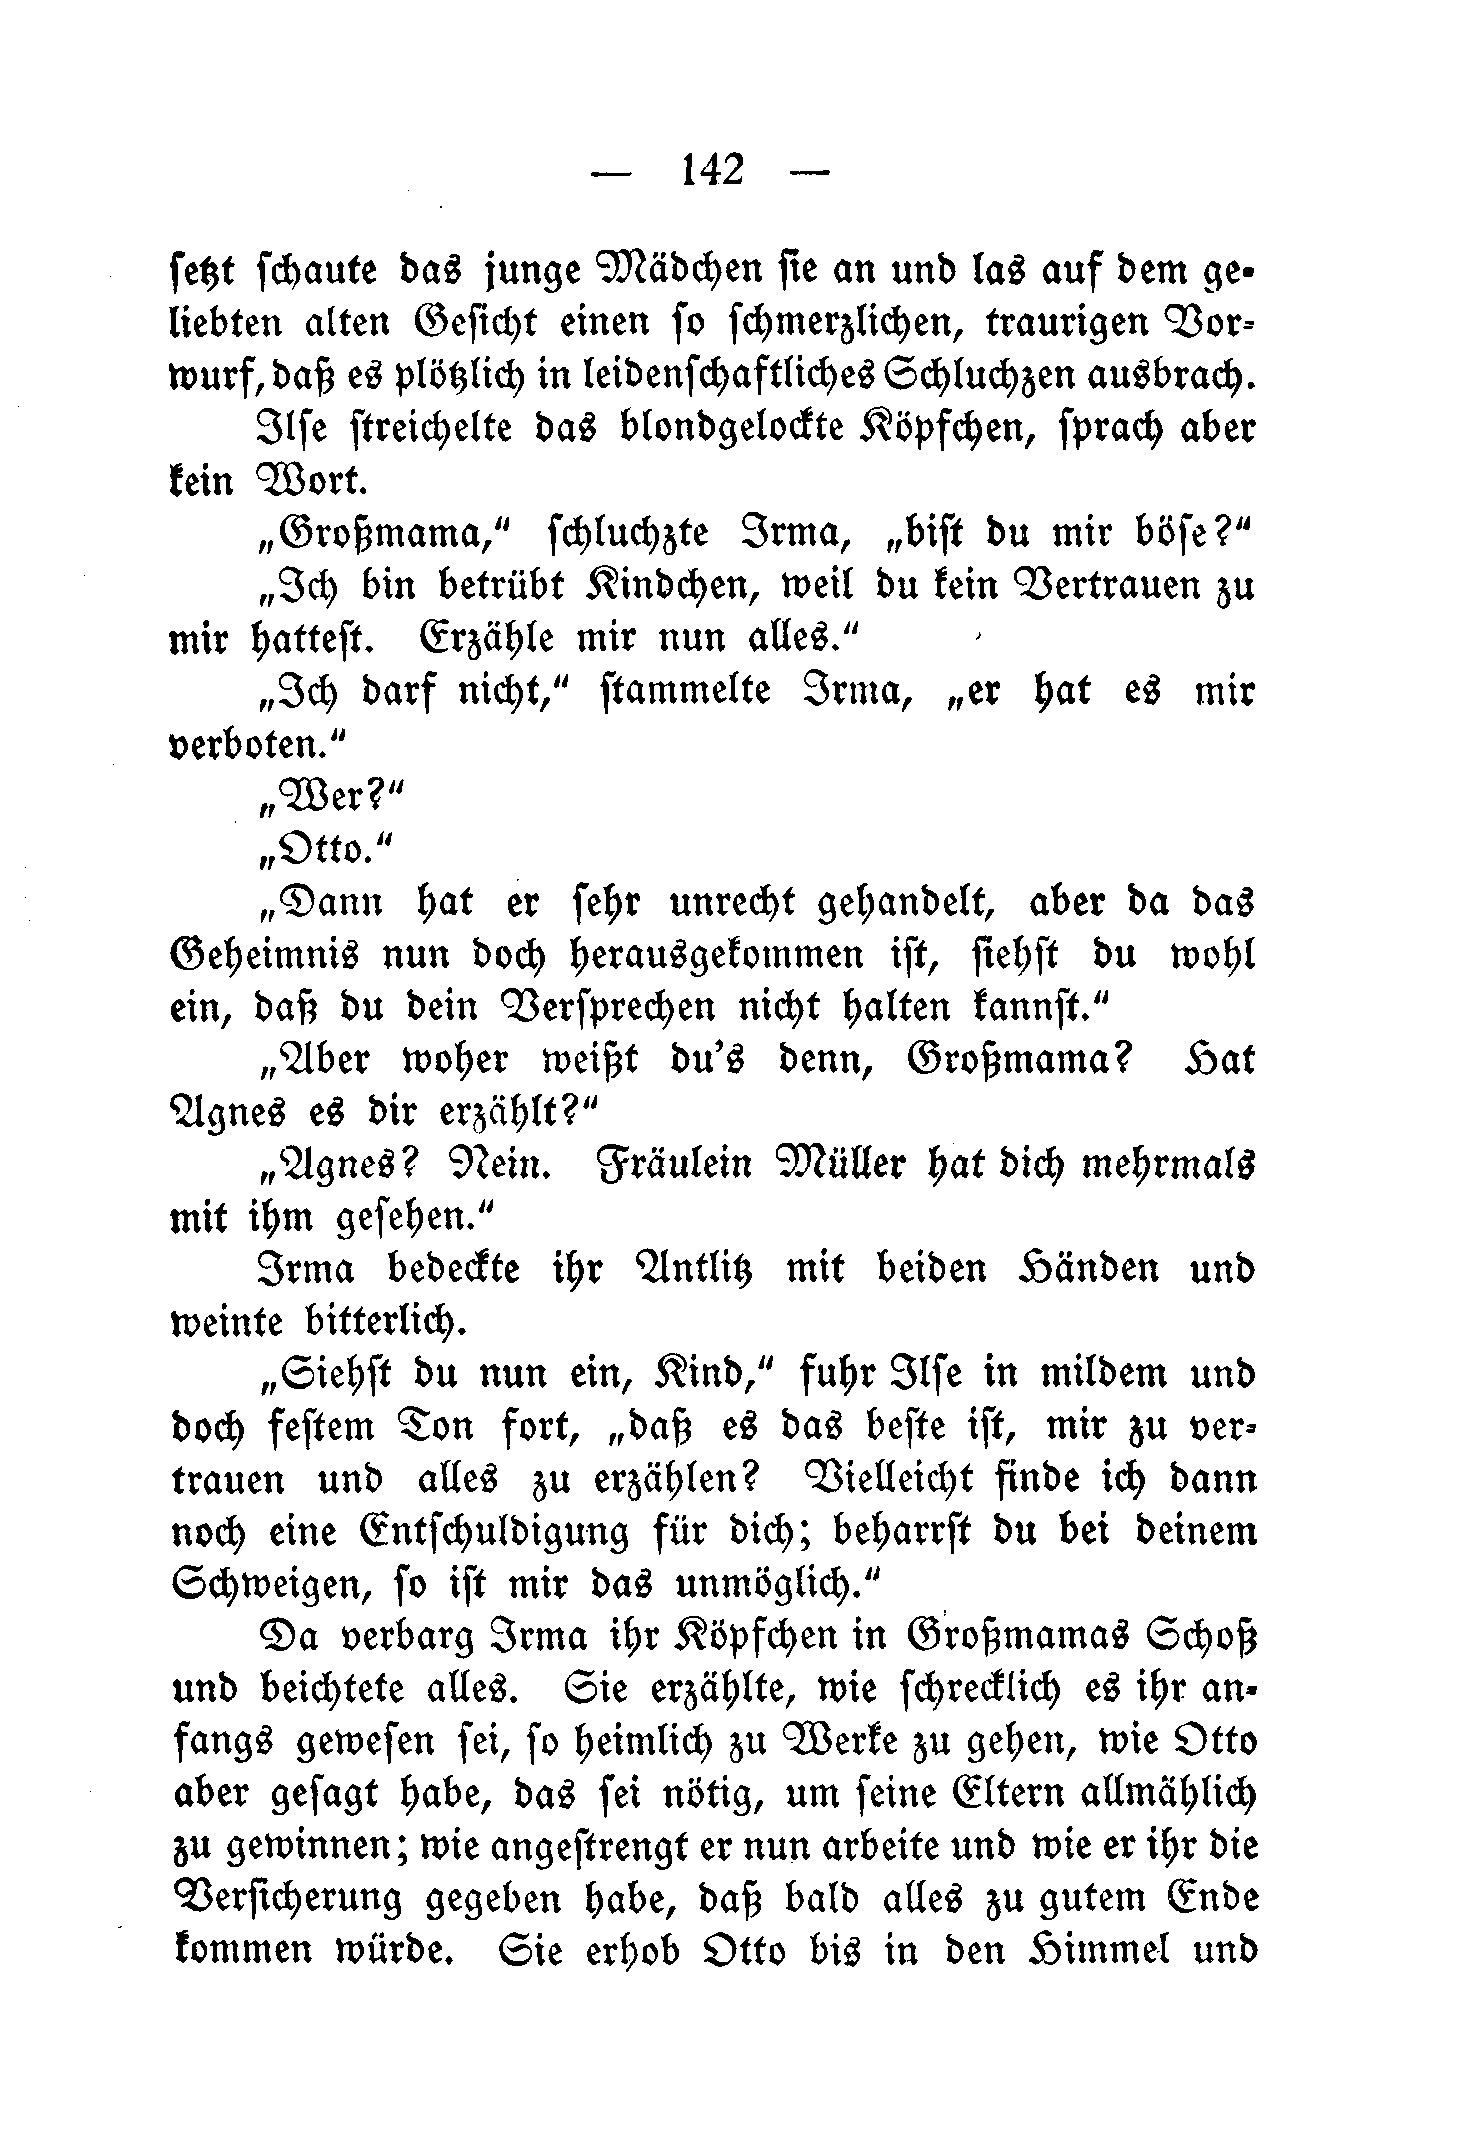 — 142 —
ſetzt ſchaute das junge Mädchen ſie an und las auf dem ge-
liebten alten Geſicht einen ſo ſchmerzlichen, traurigen Vor-
wurf, daß es plötzlich in leidenſchaftliches Schluchzen ausbrach.
Ilſe ſtreichelte das blondgelockte Köpfchen, ſprach aber
kein Wort.
„Großmama,“ ſchluchzte Irma, „biſt du mir böſe?“
„Ich bin betrübt Kindchen, weil du kein Vertrauen zu
mir hatteſt. Erzähle mir nun alles.“
„Ich darf nicht,“ ſtammelte Irma, „er hat es mir
verboten.“
„Wer?“
„Otto.“
„Dann hat er ſehr unrecht gehandelt, aber da das
Geheimnis nun doch herausgekommen iſt, ſiehſt du wohl
ein, daß du dein Verſprechen nicht halten kannſt.“
„Aber woher weißt du's denn, Großmama? Hat
Agnes es dir erzählt?“
„Agnes? Nein. Fräulein Müller hat dich mehrmals
mit ihm geſehen.“
Irma bedeckte ihr Antlitz mit beiden Händen und
weinte bitterlich.
„Siehſt du nun ein, Kind,“ fuhr Ilſe in mildem und
doch feſtem Ton fort, „daß es das beſte iſt, mir zu ver-
trauen und alles zu erzählen? Vielleicht finde ich dann
noch eine Entſchuldigung für dich; beharrſt du bei deinem
Schweigen, ſo iſt mir das unmöglich.“
Da verbarg Irma ihr Köpfchen in Großmamas Schoß
und beichtete alles. Sie erzählte, wie ſchrecklich es ihr an-
fangs geweſen ſei, ſo heimlich zu Werke zu gehen, wie Otto
aber geſagt habe, das ſei nötig, um ſeine Eltern allmählich
zu gewinnen; wie angeſtrengt er nun arbeite und wie er ihr die
Verſicherung gegeben habe, daß bald alles zu gutem Ende
kommen würde. Sie erhob Otto bis in den Himmel und